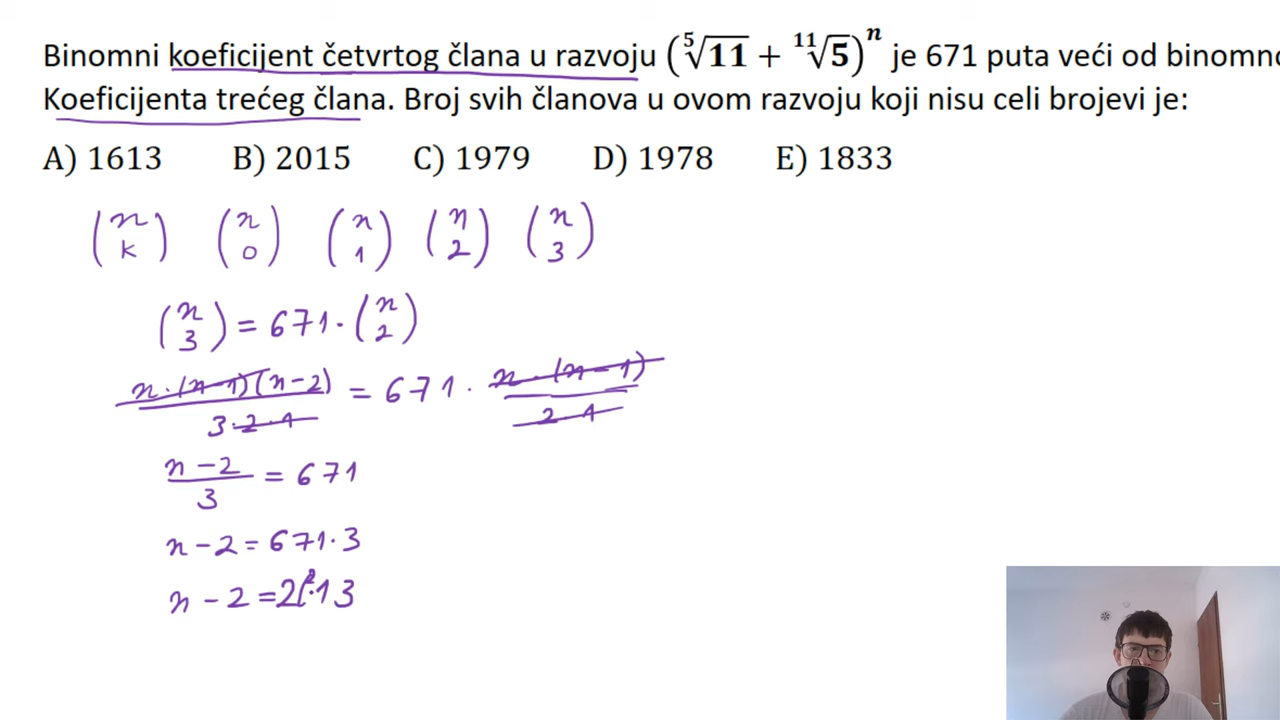 Binomni koeficijent četvrtog člana u razvoju (⁵√11 + ¹¹√5)ⁿ je 671 puta veći od binomno
Koeficijenta trećeg člana. Broj svih članova u ovom razvoju koji nisu celi brojevi je:
A) 1613 B) 2015 C) 1979 D) 1978 E) 1833
(n k) (n 0) (n 1) (n 2) (n 3)
(n 3) = 671 · (n 2)
n·(n-1)(n-2) / 3·2·1 = 671 · n·(n-1) / 2·1
n-2 / 3 = 671
n-2 = 671·3
n-2 =